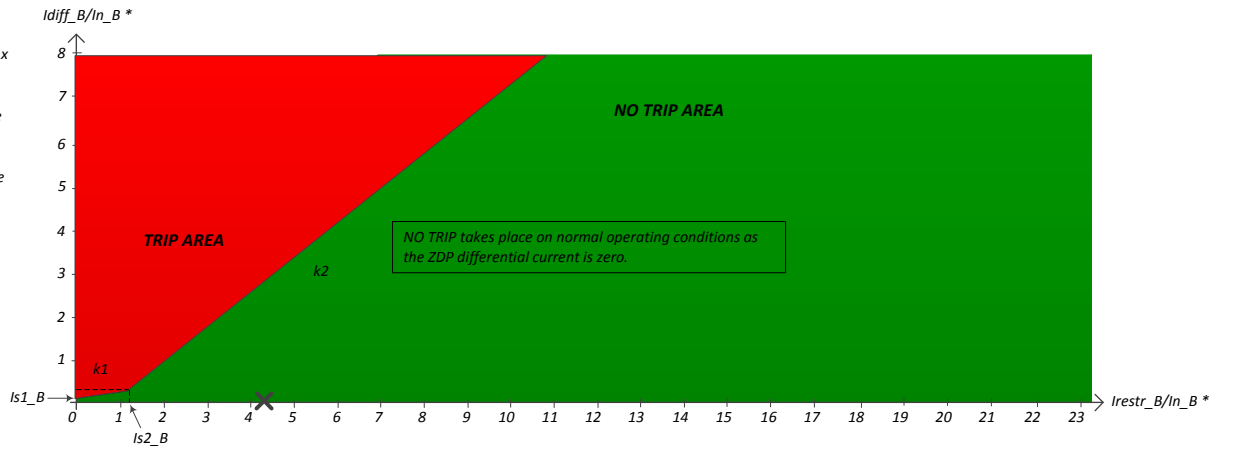 Idiff_B/In_B *
x
8
7
NO TRIP AREA
6
e
5
4
TRIP AREA
NO TRIP takes place on normal operating conditions as
the ZDP differential current is zero.
3
k2
2
1
k1
Is1_B
0 1 2 3 4 5 6 7 8 9 10 11 12 13 14 15 16 17 18 19 20 21 22 23
Irestr_B/In_B *
Is2_B